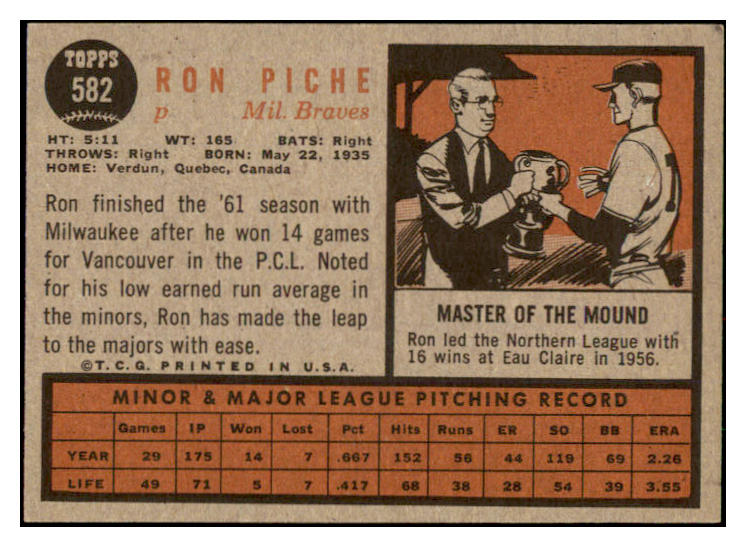 TOPPS
582
RON PICHE
p Mil. Braves
HT: 5:11 WT: 165 BATS: Right
THROWS: Right BORN: May 22, 1935
HOME: Verdun, Quebec, Canada
Ron finished the '61 season with
Milwaukee after he won 14 games
for Vancouver in the P.C.L. Noted
for his low earned run average in
the minors, Ron has made the leap
to the majors with ease.
©T.C.G. PRINTED IN U.S.A.
1
MASTER OF THE MOUND
Ron led the Northern League with
16 wins at Eau Claire in 1956.
MINOR & MAJOR LEAGUE PITCHING RECORD
Games IP Won Lost Pct Hits Runs ER SO BB ERA
YEAR 29 175 14 7 .667 152 56 44 119 69 2.26
LIFE 49 71 5 7 .417 68 38 28 54 39 3.55